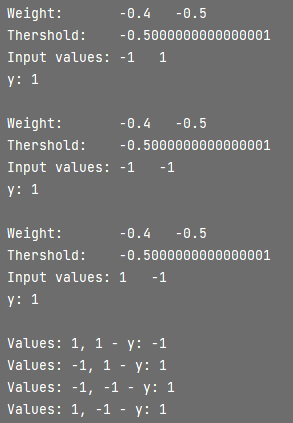 Weight: -0.4 -0.5
Thershold: -0.5000000000000001
Input values: -1 1
y: 1
Weight: -0.4 -0.5
Thershold: -0.5000000000000001
Input values: -1 -1
y: 1
Weight: -0.4 -0.5
Thershold: -0.5000000000000001
Input values: 1 -1
y: 1
Values: 1, 1 - y: -1
Values: -1, 1 - y: 1
Values: -1, -1 - y: 1
Values: 1, -1 - y: 1